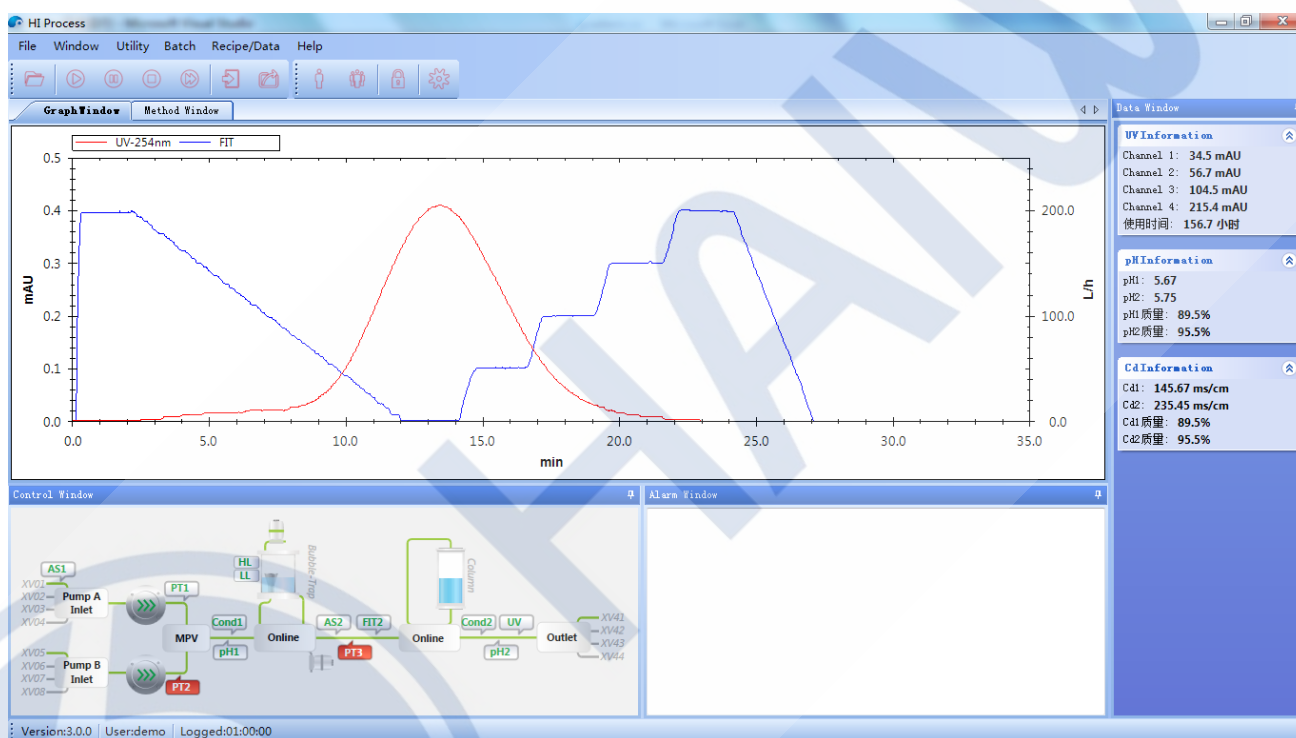 HI Process
File Window Utility Batch Recipe/Data Help
GraphWindow Method Window
UV-254nm FIT
0.5
0.4
0.3
0.2
0.1
0.0
mAU
200.0
100.0
0.0
L/h
0.0 5.0 10.0 15.0 20.0 25.0 30.0 35.0
min
Data Window
UVInformation
Channel 1: 34.5 mAU
Channel 2: 56.7 mAU
Channel 3: 104.5 mAU
Channel 4: 215.4 mAU
使用时间: 156.7 小时
pHInformation
pH1: 5.67
pH2: 5.75
pH1质量: 89.5%
pH2质量: 95.5%
CdInformation
Cd1: 145.67 ms/cm
Cd2: 235.45 ms/cm
Cd1质量: 89.5%
Cd2质量: 95.5%
Control Window
AS1
XV01
XV02
XV03
XV04
Pump A
Inlet
PT1
XV05
XV06
XV07
XV08
Pump B
Inlet
PT2
MPV
Cond1
pH1
HL
LL
Bubble-Trap
Online
AS2 FIT2
PT3
Column
Online
Cond2 UV
pH2
Outlet
XV41
XV42
XV43
XV44
Alarm Window
Version:3.0.0 User:demo Logged:01:00:00